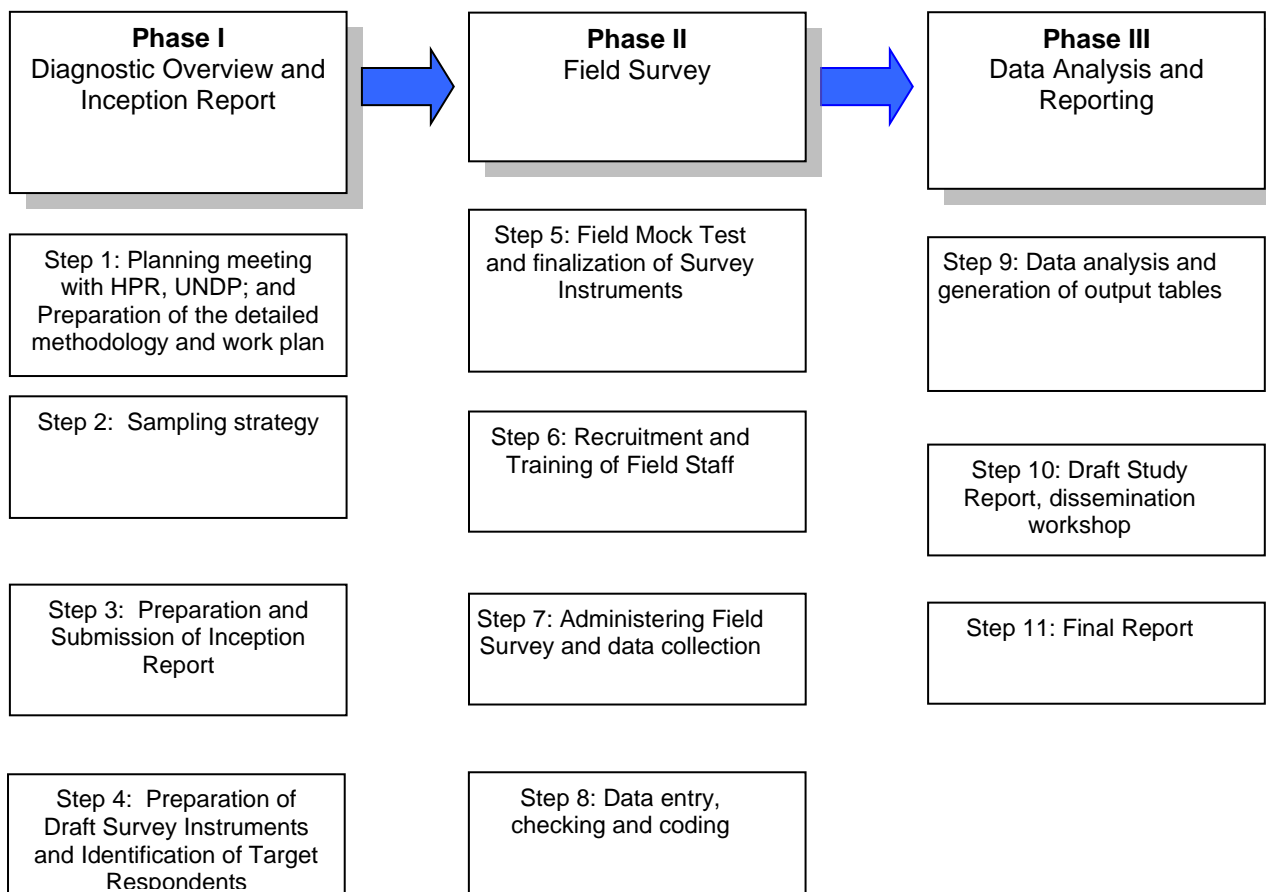 Phase I
Diagnostic Overview and
Inception Report
Phase II
Field Survey
Phase III
Data Analysis and
Reporting
Step 1: Planning meeting
with HPR, UNDP; and
Preparation of the detailed
methodology and work plan
Step 2:  Sampling strategy
Step 3:  Preparation and
Submission of Inception
Report
Step 4:  Preparation of
Draft Survey Instruments
and Identification of Target
Respondents
Step 5: Field Mock Test
and finalization of Survey
Instruments
Step 6: Recruitment and
Training of Field Staff
Step 7: Administering Field
Survey and data collection
Step 8: Data entry,
checking and coding
Step 9: Data analysis and
generation of output tables
Step 10: Draft Study
Report, dissemination
workshop
Step 11: Final Report